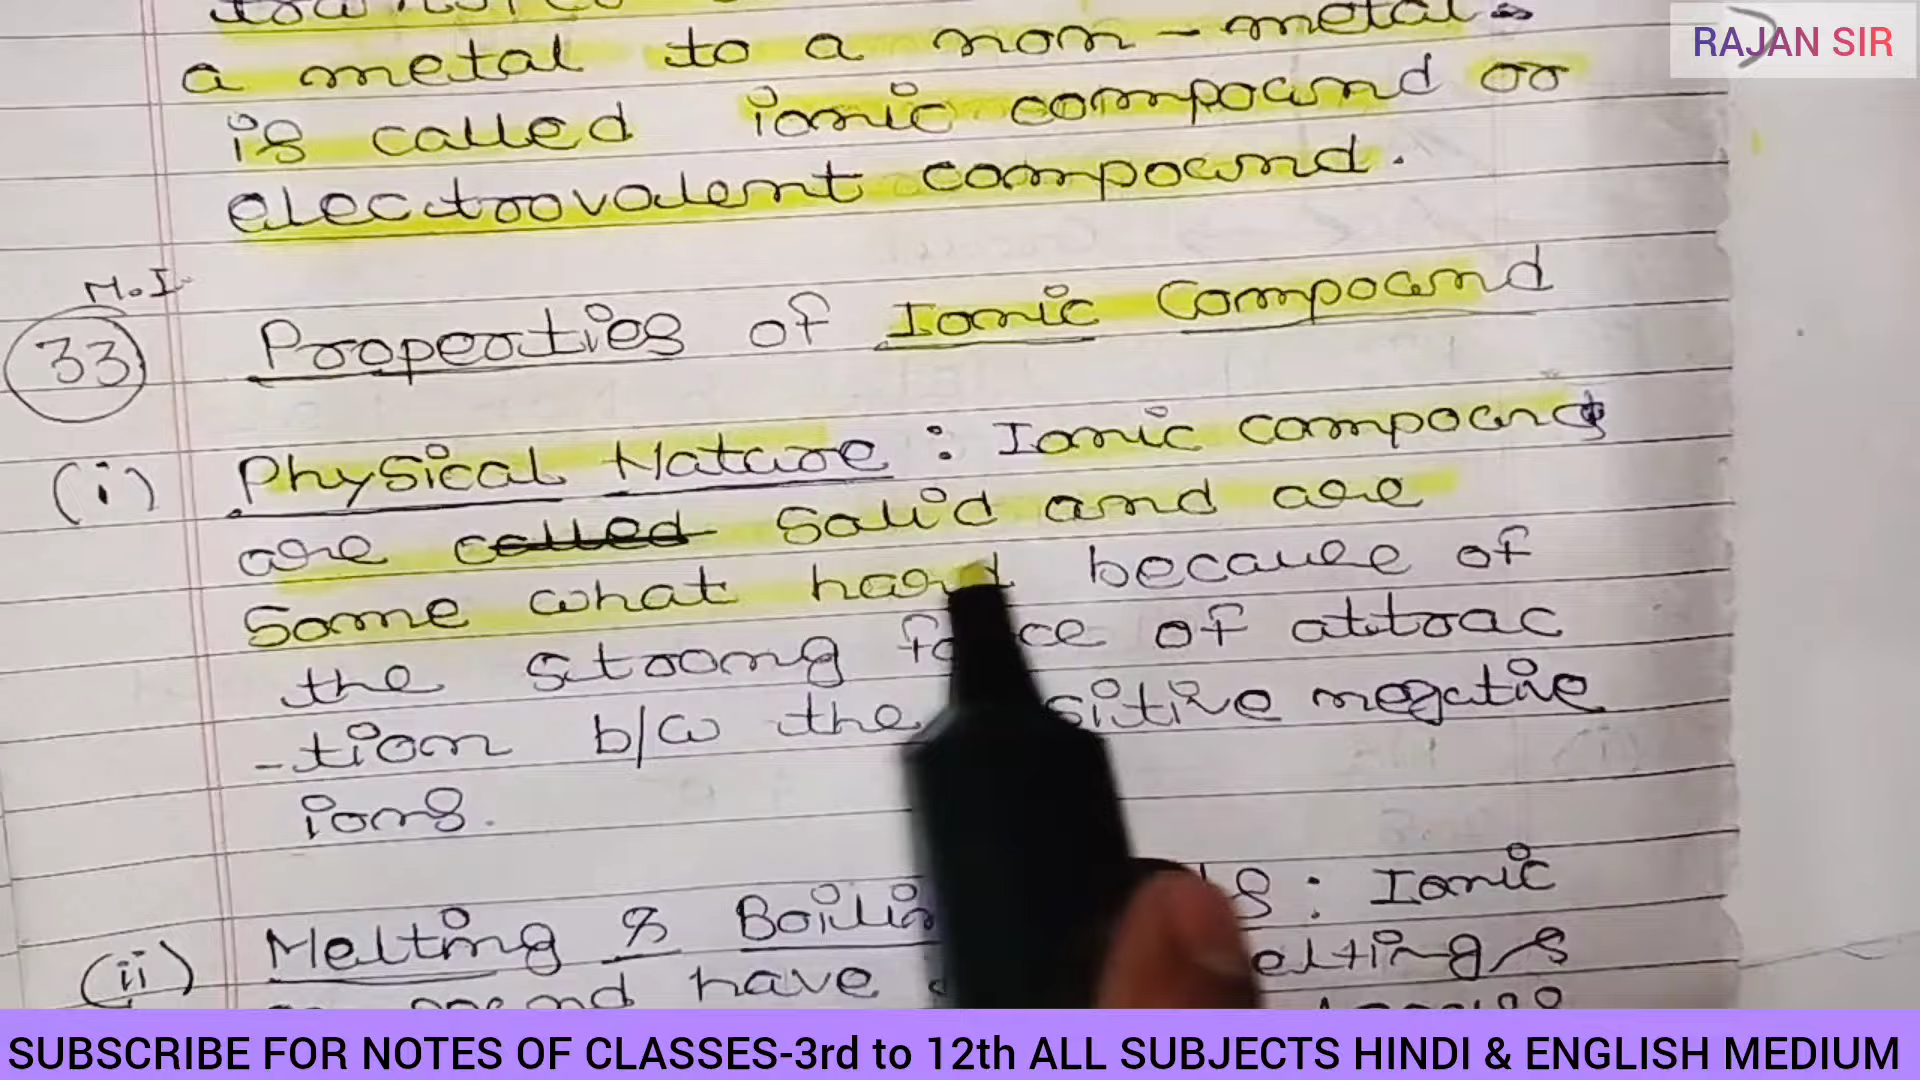 a metal to a non-metal.
is called ionic compound or
electrovalent compound.
M.I
33 Properties of Ionic Compound
(i) Physical Nature : Ionic compounds
are called solid and are
some what hard because of
the strong force of attrac
-tion b/w the sitive negative
ions.
(ii) Melting & Boilin s : Ionic
have elting &
RAJAN SIR
SUBSCRIBE FOR NOTES OF CLASSES-3rd to 12th ALL SUBJECTS HINDI & ENGLISH MEDIUM